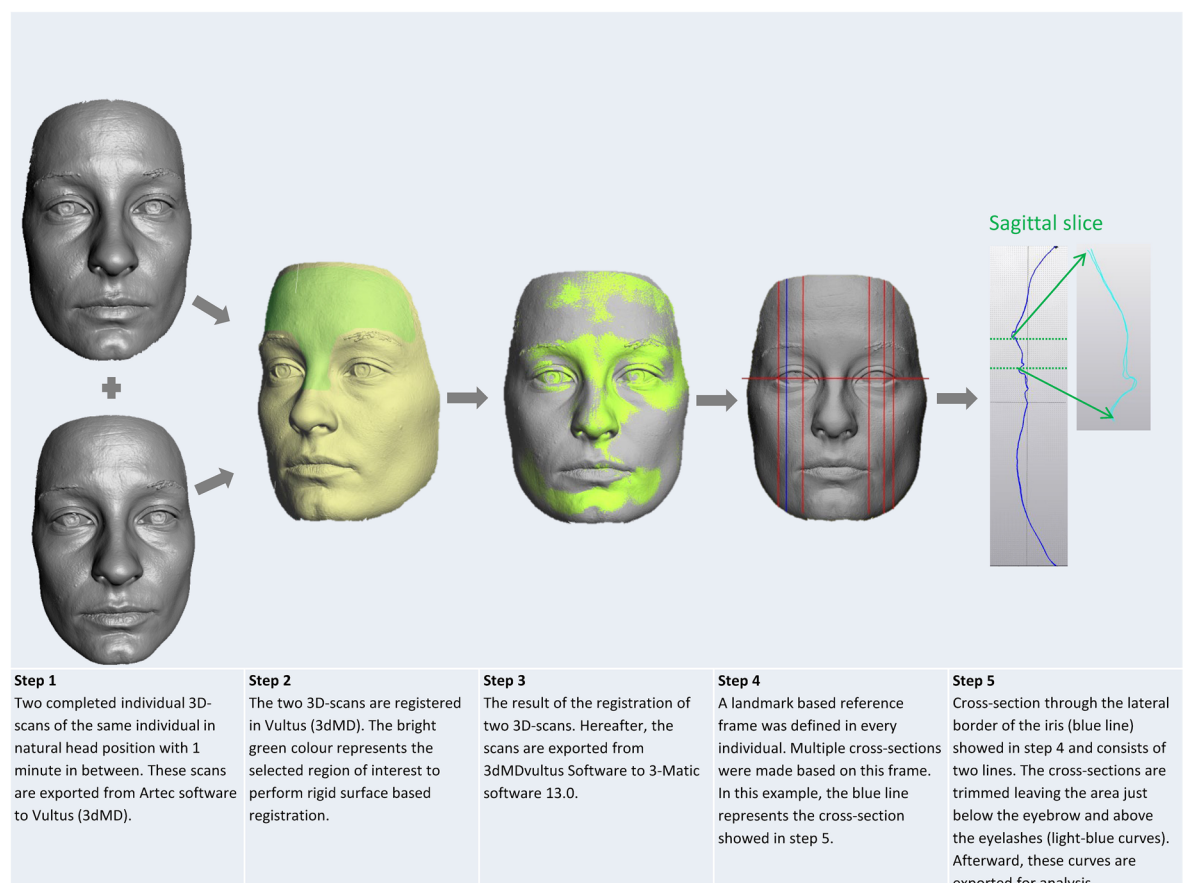 Sagittal slice
Step 1
Two completed individual 3D-
scans of the same individual in
natural head position with 1
minute in between. These scans
are exported from Artec software
to Vultus (3dMD).
Step 2
The two 3D-scans are registered
in Vultus (3dMD). The bright
green colour represents the
selected region of interest to
perform rigid surface based
registration.
Step 3
The result of the registration of
two 3D-scans. Hereafter, the
scans are exported from
3dMDvultus Software to 3-Matic
software 13.0.
Step 4
A landmark based reference
frame was defined in every
individual. Multiple cross-sections
were made based on this frame.
In this example, the blue line
represents the cross-section
showed in step 5.
Step 5
Cross-section through the lateral
border of the iris (blue line)
showed in step 4 and consists of
two lines. The cross-sections are
trimmed leaving the area just
below the eyebrow and above
the eyelashes (light-blue curves).
Afterward, these curves are
exported for analysis